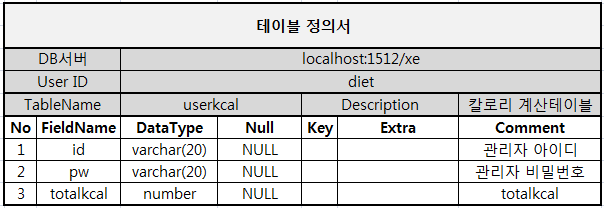 테이블 정의서
DB서버 localhost:1512/xe
User ID diet
TableName userkcal Description 칼로리 계산테이블
No FieldName DataType Null Key Extra Comment
1 id varchar(20) NULL 관리자 아이디
2 pw varchar(20) NULL 관리자 비밀번호
3 totalkcal number NULL totalkcal